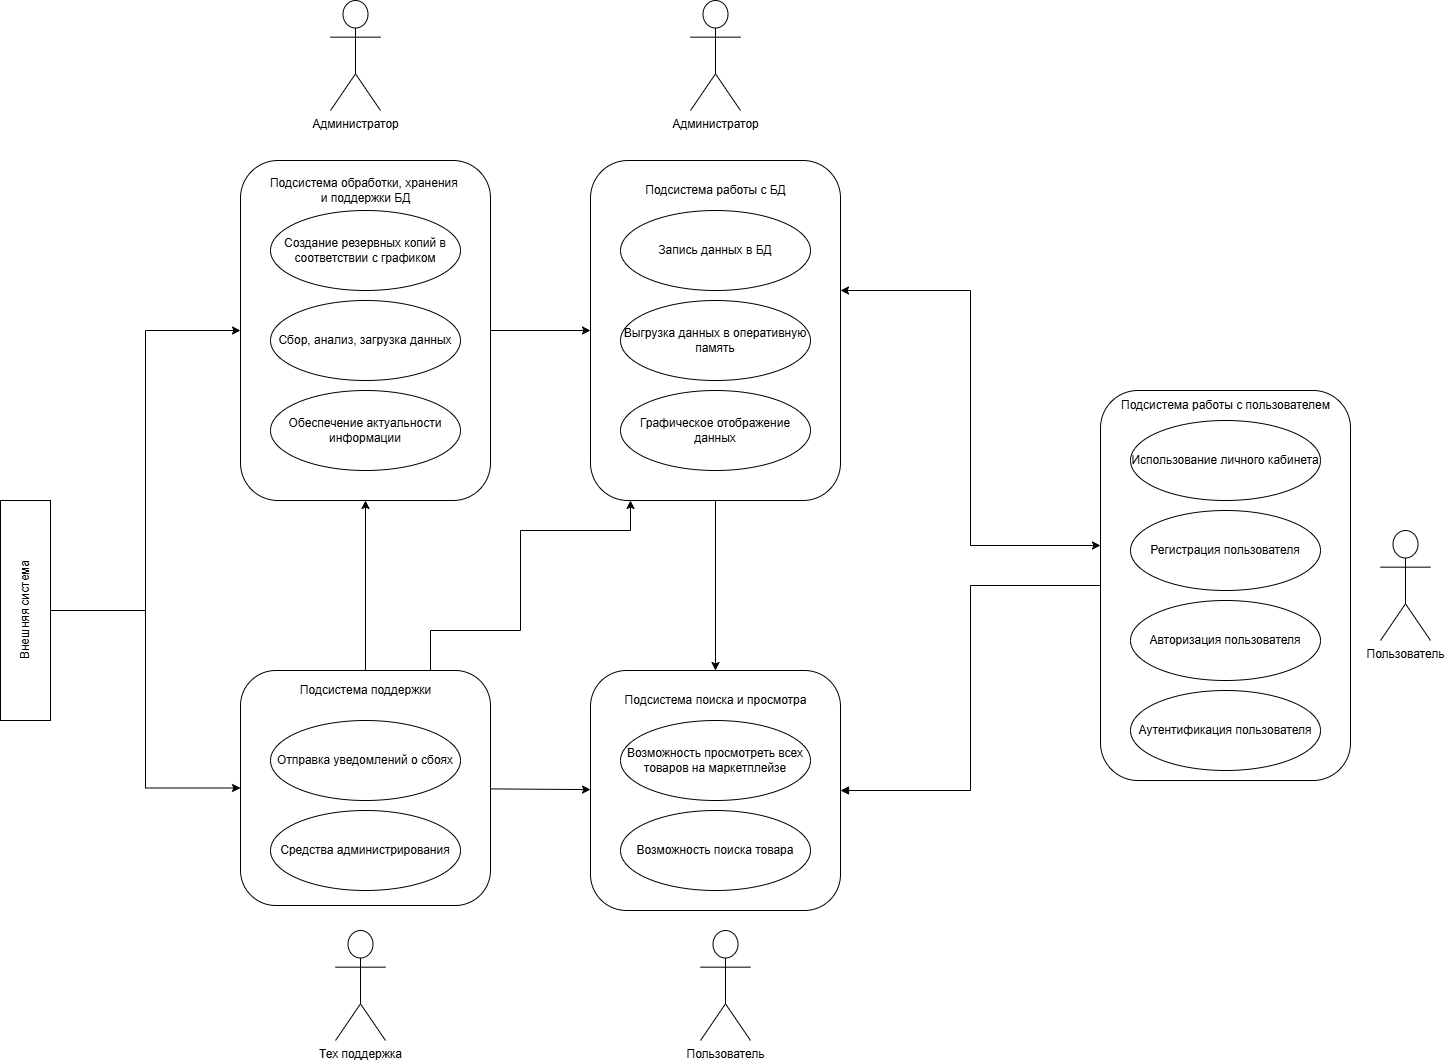 Администратор
Администратор
Подсистема обработки, хранения
и поддержки БД
Создание резервных копий в
соответствии с графиком
Сбор, анализ, загрузка данных
Обеспечение актуальности
информации
Подсистема работы с БД
Запись данных в БД
Выгрузка данных в оперативную
память
Графическое отображение
данных
Подсистема работы с пользователем
Использование личного кабинета
Регистрация пользователя
Авторизация пользователя
Аутентификация пользователя
Пользователь
Внешняя система
Подсистема поддержки
Отправка уведомлений о сбоях
Средства администрирования
Подсистема поиска и просмотра
Возможность просмотреть всех
товаров на маркетплейзе
Возможность поиска товара
Тех поддержка
Пользователь